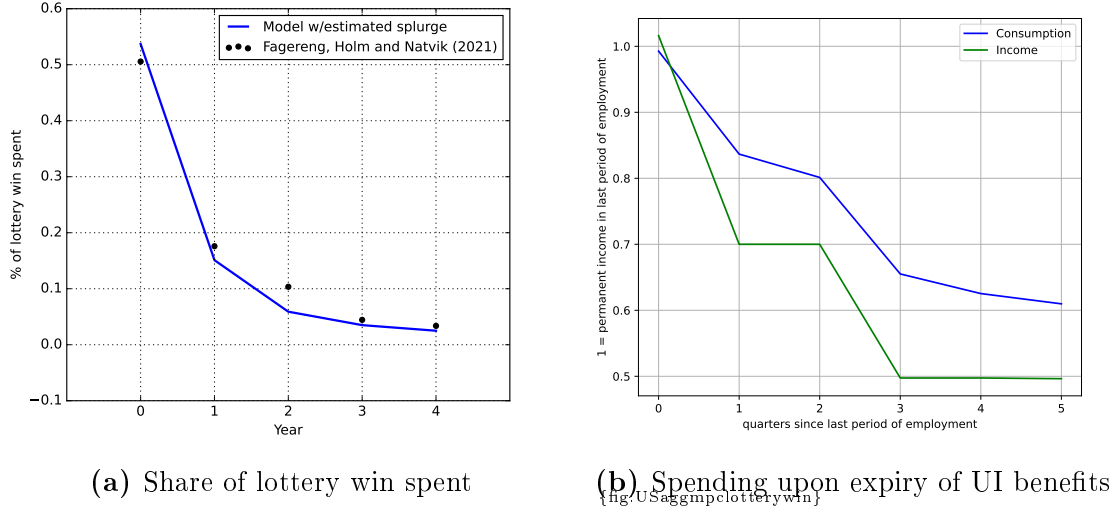 0.6
0.5
0.4
0.3
0.2
0.1
0.0
−0.1
% of lottery win spent
Model w/estimated splurge
Fagereng, Holm and Natvik (2021)
0 1 2 3 4
Year
(a) Share of lottery win spent
1.0
0.9
0.8
0.7
0.6
0.5
1 = permanent income in last period of employment
Consumption
Income
0 1 2 3 4 5
quarters since last period of employment
(b) Spending upon expiry of UI benefits
{fig:USaggmpclotterywin}